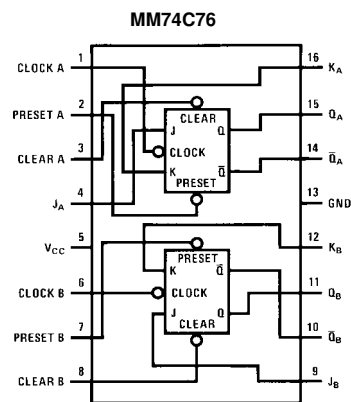 MM74C76
CLOCK A 1
PRESET A 2
CLEAR A 3
J_A 4
V_CC 5
CLOCK B 6
PRESET B 7
CLEAR B 8
CLEAR
J Q
CLOCK
K Q̅
PRESET
PRESET
K Q̅
CLOCK
J Q
CLEAR
16 K_A
15 Q_A
14 Q̅_A
13 GND
12 K_B
11 Q_B
10 Q̅_B
9 J_B